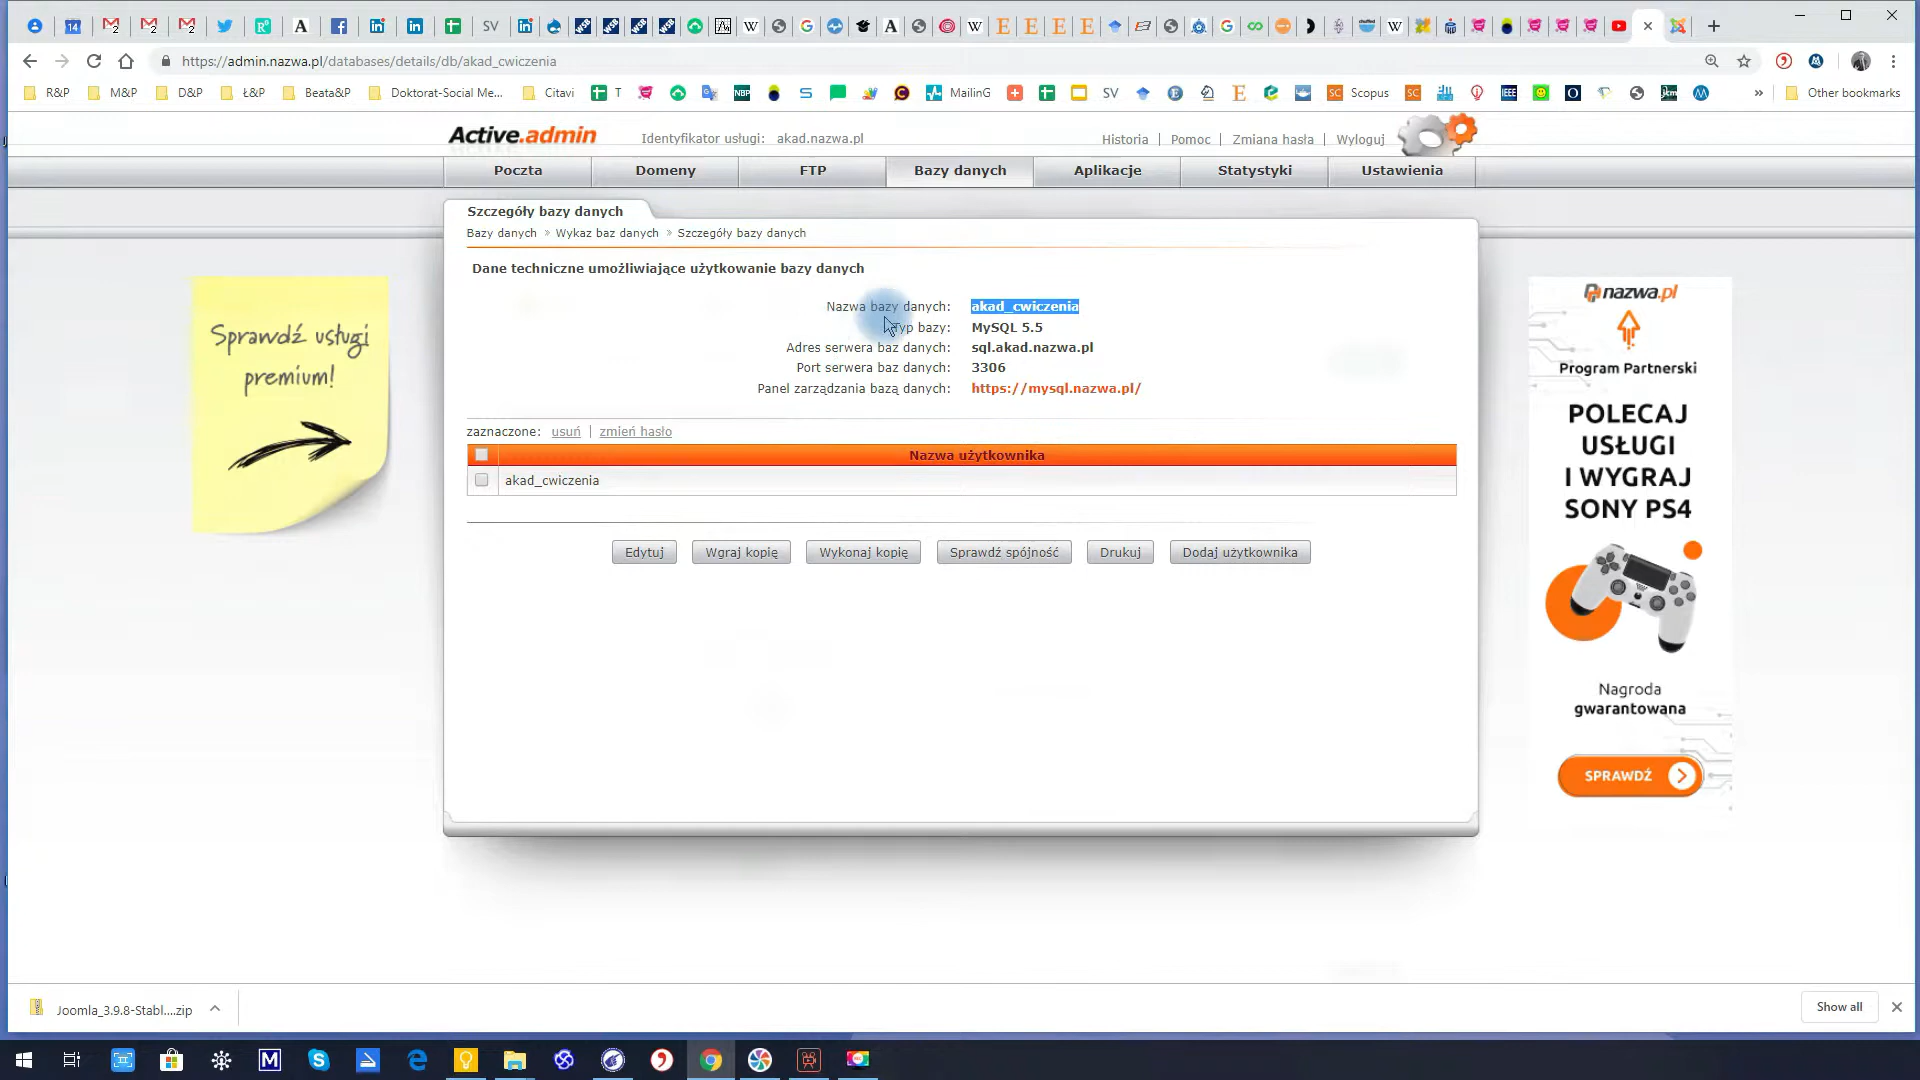 https://admin.nazwa.pl/databases/details/db/akad_cwiczenia
R&P
M&P
D&P
Ł&P
Beata&P
Doktorat-Social Me...
Citavi
T
MailinG
SV
Scopus
»
Other bookmarks
Active.admin
Identyfikator usługi: akad.nazwa.pl
Historia | Pomoc | Zmiana hasła | Wyloguj
Poczta
Domeny
FTP
Bazy danych
Aplikacje
Statystyki
Ustawienia
Szczegóły bazy danych
Bazy danych » Wykaz baz danych » Szczegóły bazy danych
Dane techniczne umożliwiające użytkowanie bazy danych
Nazwa bazy danych: akad_cwiczenia
Typ bazy: MySQL 5.5
Adres serwera baz danych: sql.akad.nazwa.pl
Port serwera baz danych: 3306
Panel zarządzania bazą danych: https://mysql.nazwa.pl/
zaznaczone: usuń | zmień hasło
Nazwa użytkownika
akad_cwiczenia
Edytuj
Wgraj kopię
Wykonaj kopię
Sprawdź spójność
Drukuj
Dodaj użytkownika
Sprawdź usługi
premium!
nazwa.pl
Program Partnerski
POLECAJ
USŁUGI
I WYGRAJ
SONY PS4
Nagroda
gwarantowana
SPRAWDŹ
Joomla_3.9.8-Stabl....zip
Show all